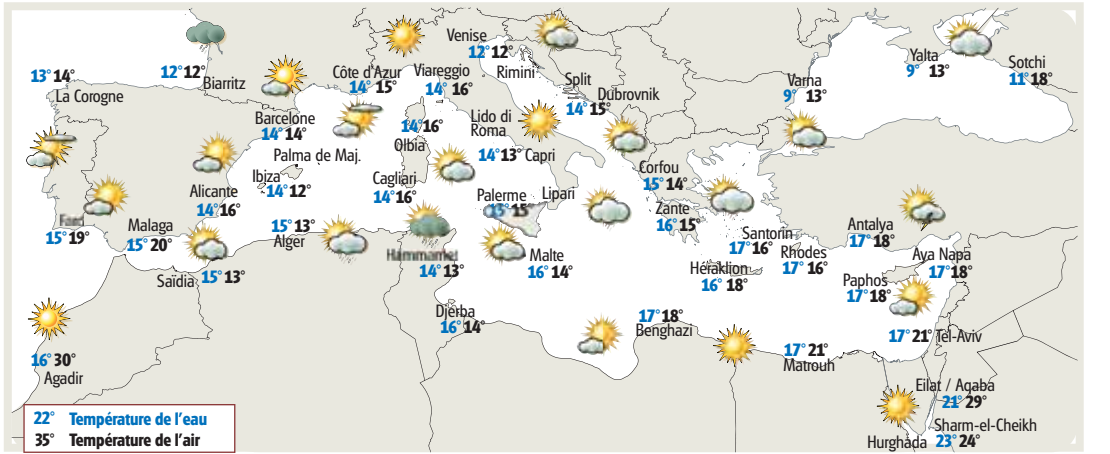 Venise
12° 12°
Rimini
Yalta
9° 13°
Sotchi
11° 18°
13° 14°
La Corogne
12° 12°
Biarritz
Côte d'Azur
14° 15°
Viareggio
14° 16°
Split
Dubrovnik
14° 15°
Varna
9° 13°
Barcelone
14° 14°
14° 16°
Olbia
Lido di
Roma
14° 13° Capri
Palma de Maj.
Ibiza
14° 12°
Cagliari
14° 16°
Corfou
15° 14°
Alicante
14° 16°
Palerme
15° 15°
Lipari
Zante
16° 15°
15° 19°
Malaga
15° 20°
15° 13°
Alger
Santorin
17° 16°
Rhodes
17° 16°
Antalya
17° 18°
Aya Napa
17° 18°
Saïdia
15° 13°
14° 13°
Malte
16° 14°
Héraklion
16° 18°
Paphos
17° 18°
Djerba
16° 14°
17° 18°
Benghazi
17° 21° Tel-Aviv
16° 30°
Agadir
17° 21°
Matrouh
Eilat / Aqaba
21° 29°
Sharm-el-Cheikh
Hurghada 23° 24°
22° Température de l'eau
35° Température de l'air